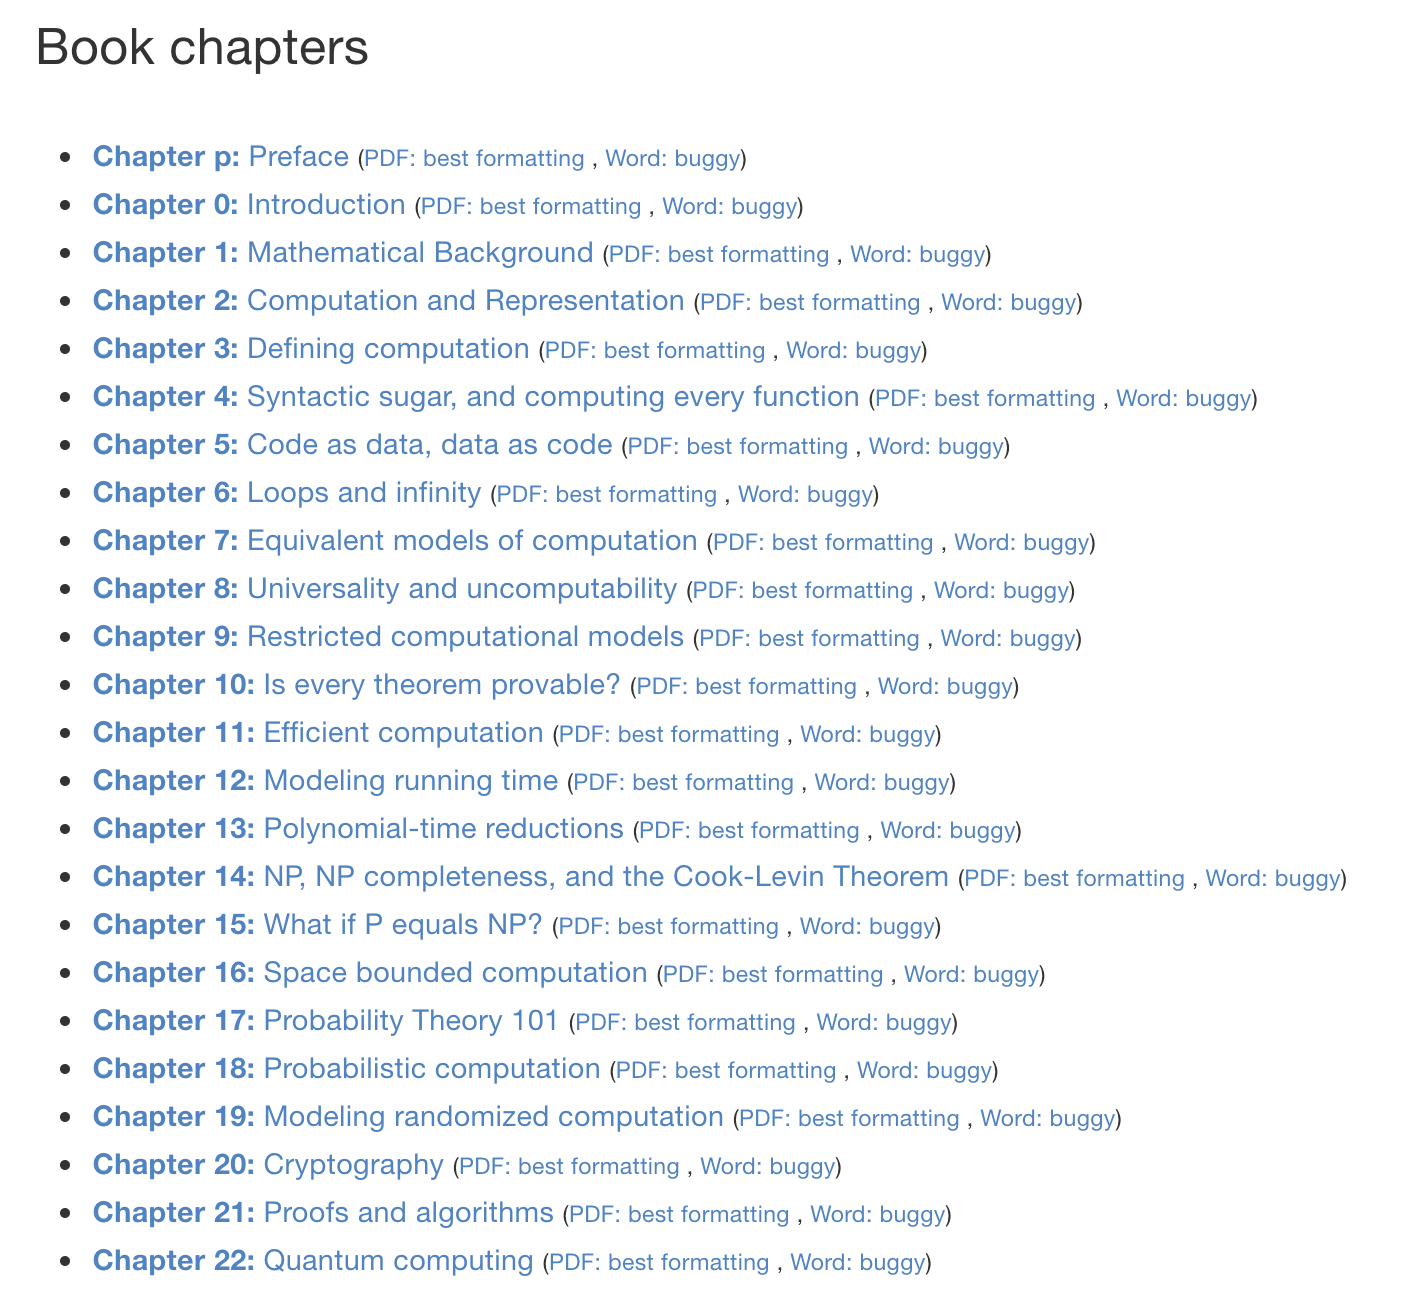 Book chapters
Chapter p: Preface (PDF: best formatting , Word: buggy)
Chapter 0: Introduction (PDF: best formatting , Word: buggy)
Chapter 1: Mathematical Background (PDF: best formatting , Word: buggy)
Chapter 2: Computation and Representation (PDF: best formatting , Word: buggy)
Chapter 3: Defining computation (PDF: best formatting , Word: buggy)
Chapter 4: Syntactic sugar, and computing every function (PDF: best formatting , Word: buggy)
Chapter 5: Code as data, data as code (PDF: best formatting , Word: buggy)
Chapter 6: Loops and infinity (PDF: best formatting , Word: buggy)
Chapter 7: Equivalent models of computation (PDF: best formatting , Word: buggy)
Chapter 8: Universality and uncomputability (PDF: best formatting , Word: buggy)
Chapter 9: Restricted computational models (PDF: best formatting , Word: buggy)
Chapter 10: Is every theorem provable? (PDF: best formatting , Word: buggy)
Chapter 11: Efficient computation (PDF: best formatting , Word: buggy)
Chapter 12: Modeling running time (PDF: best formatting , Word: buggy)
Chapter 13: Polynomial-time reductions (PDF: best formatting , Word: buggy)
Chapter 14: NP, NP completeness, and the Cook-Levin Theorem (PDF: best formatting , Word: buggy)
Chapter 15: What if P equals NP? (PDF: best formatting , Word: buggy)
Chapter 16: Space bounded computation (PDF: best formatting , Word: buggy)
Chapter 17: Probability Theory 101 (PDF: best formatting , Word: buggy)
Chapter 18: Probabilistic computation (PDF: best formatting , Word: buggy)
Chapter 19: Modeling randomized computation (PDF: best formatting , Word: buggy)
Chapter 20: Cryptography (PDF: best formatting , Word: buggy)
Chapter 21: Proofs and algorithms (PDF: best formatting , Word: buggy)
Chapter 22: Quantum computing (PDF: best formatting , Word: buggy)